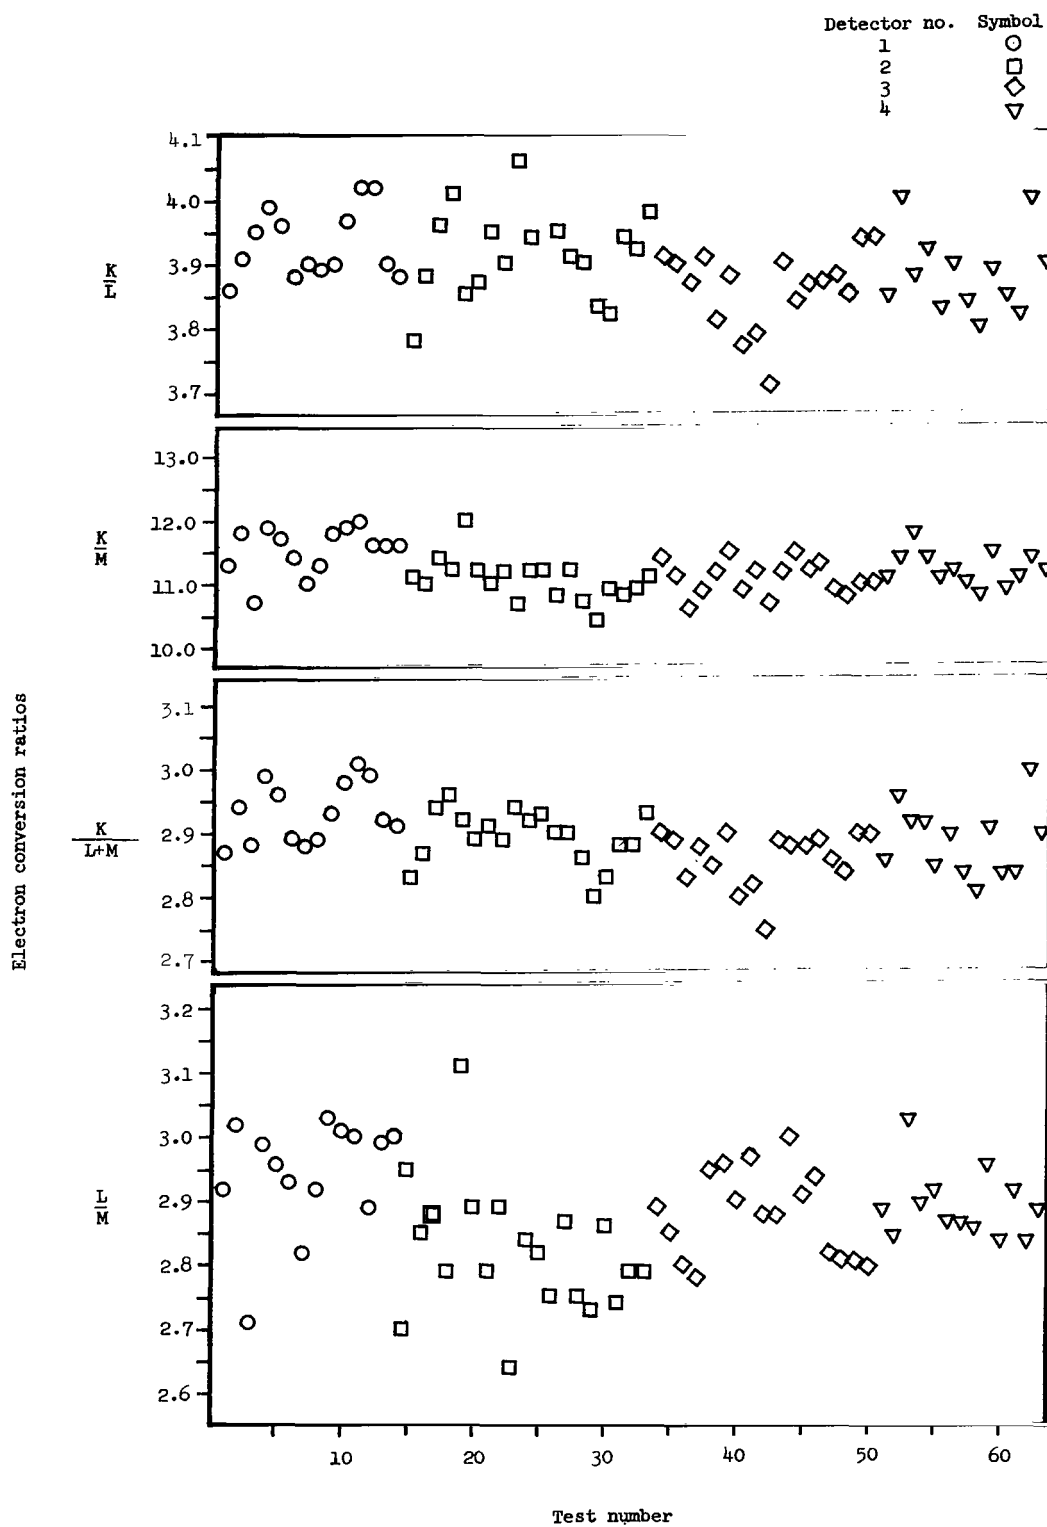 Detector no. Symbol
1
2
3
4
4.1
4.0
3.9
3.8
3.7
K
L
13.0
12.0
11.0
10.0
K
M
3.1
3.0
2.9
2.8
2.7
K
L+M
3.2
3.1
3.0
2.9
2.8
2.7
2.6
L
M
Electron conversion ratios
10 20 30 40 50 60
Test number